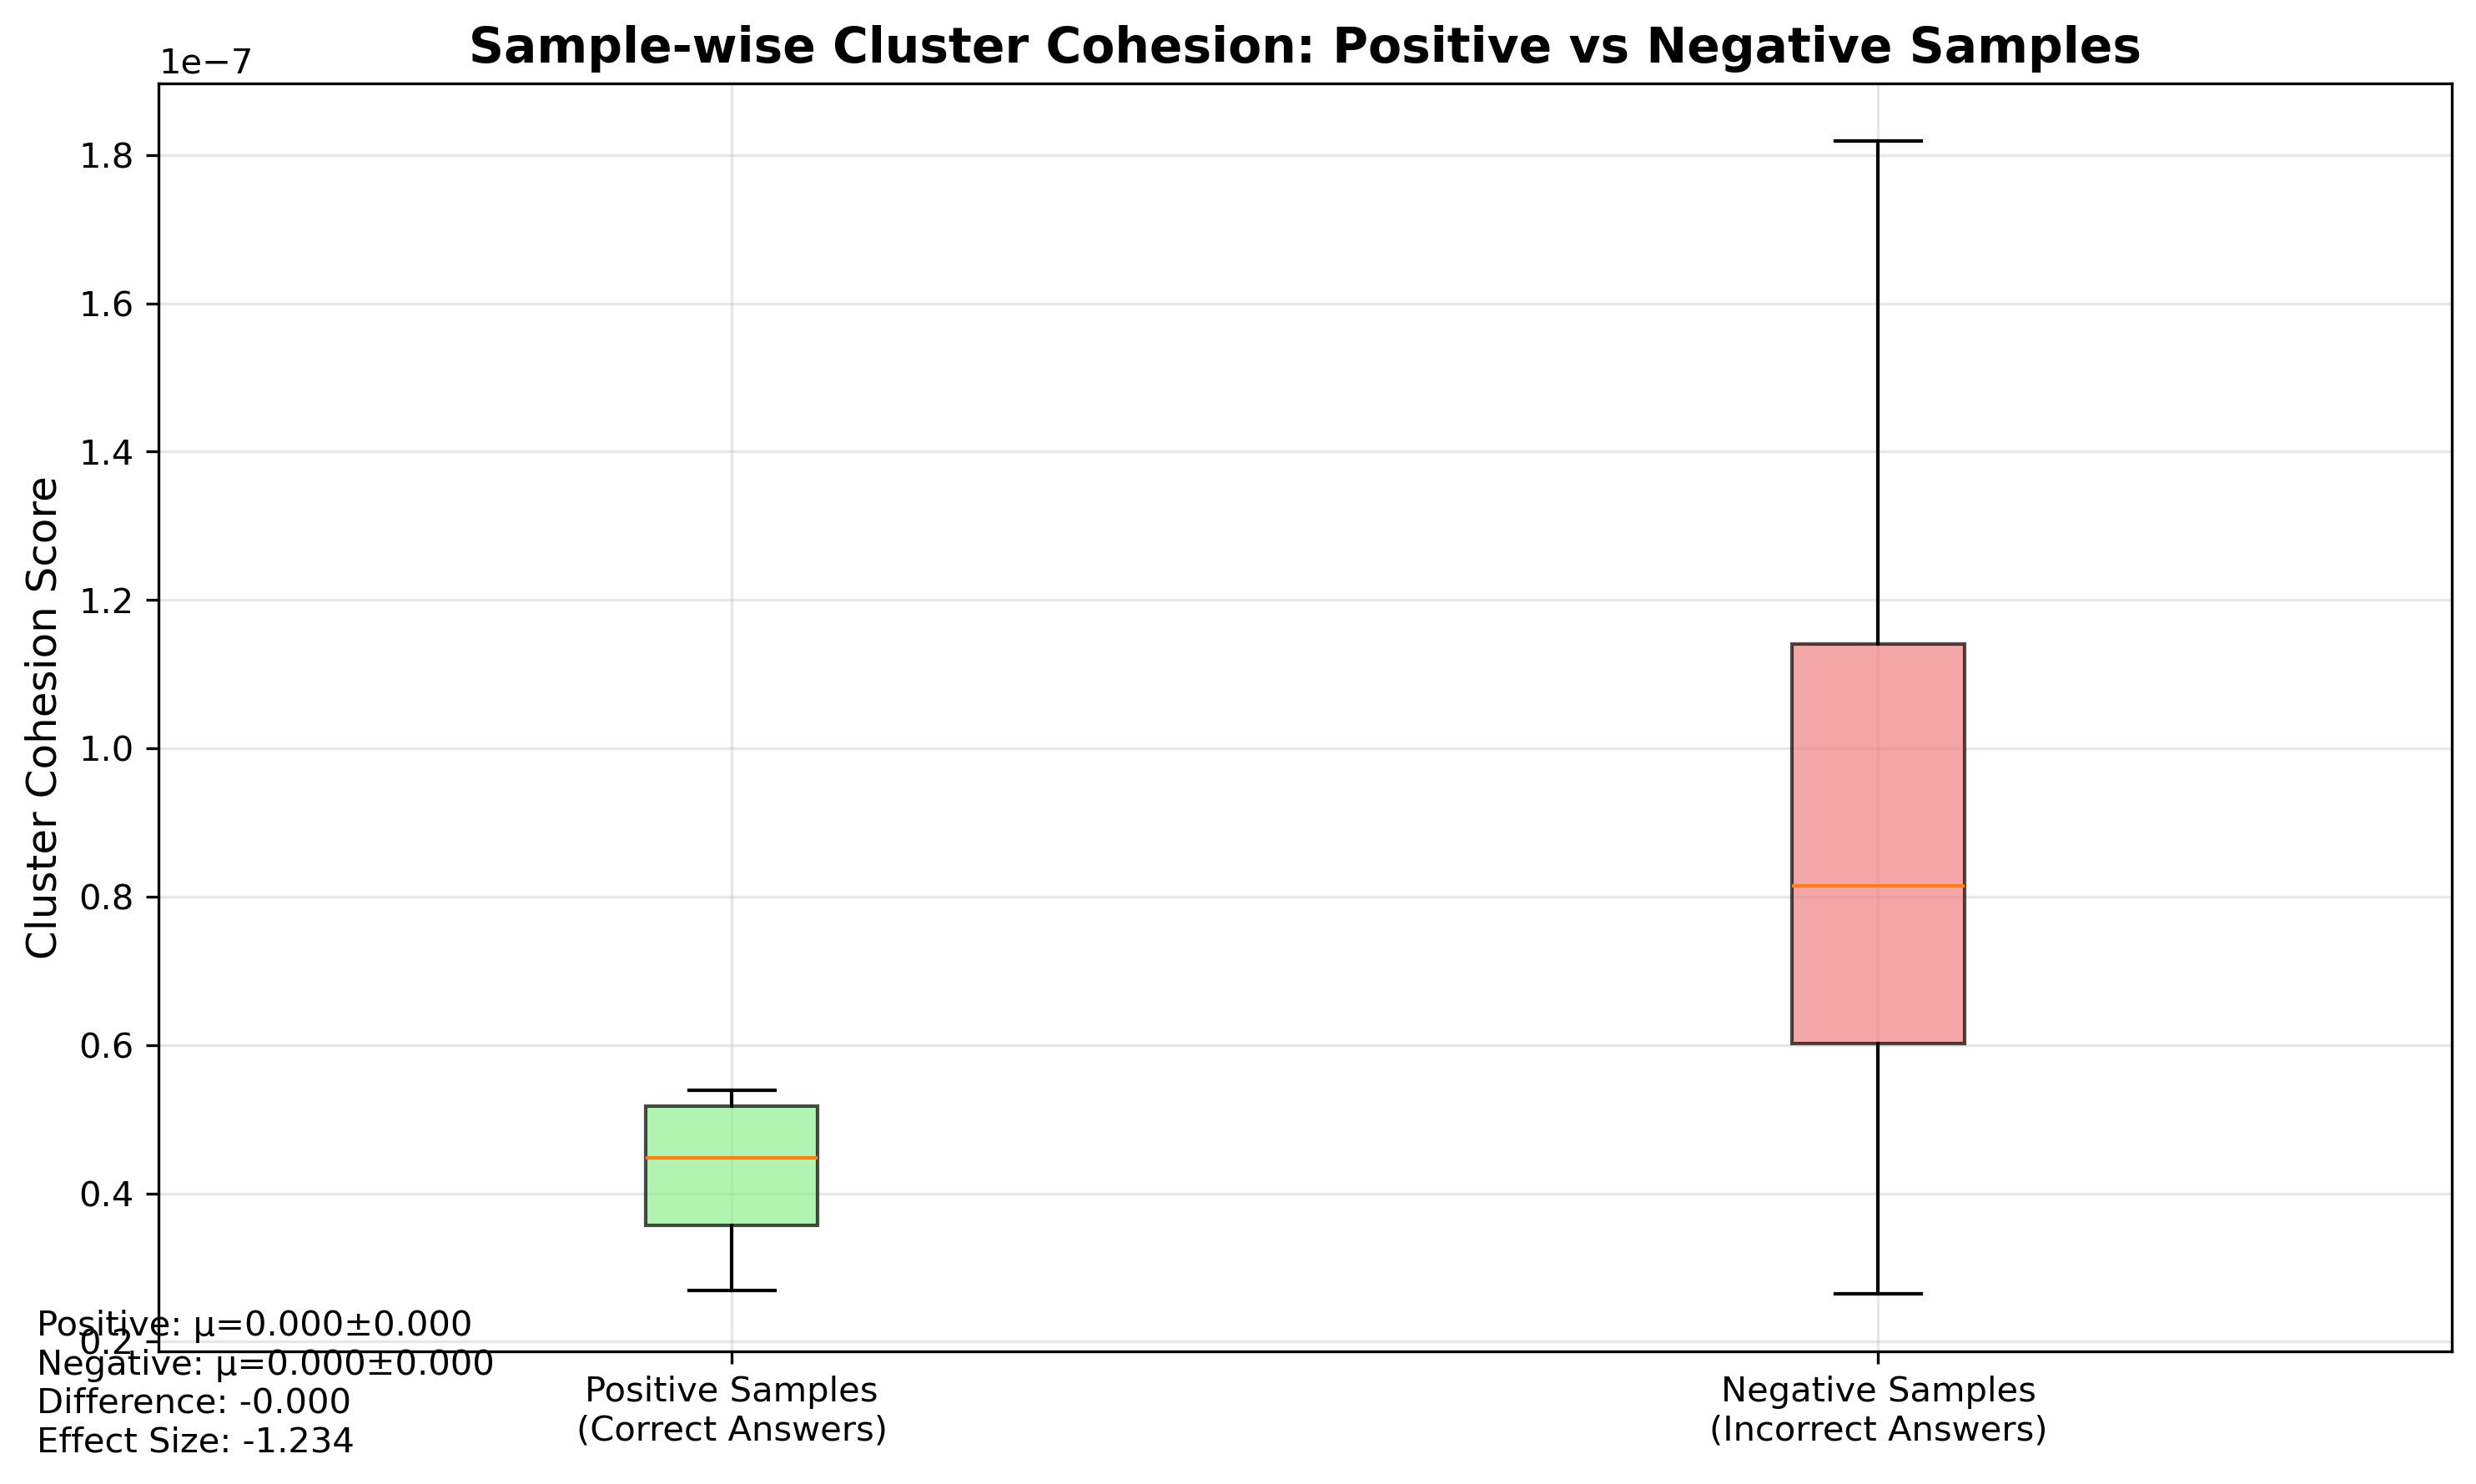 Sample-wise Cluster Cohesion: Positive vs Negative Samples
1e−7
1.8
1.6
1.4
1.2
1.0
0.8
0.6
0.4
0.2
Cluster Cohesion Score
Positive: μ=0.000±0.000
Negative: μ=0.000±0.000
Difference: -0.000
Effect Size: -1.234
Positive Samples
(Correct Answers)
Negative Samples
(Incorrect Answers)